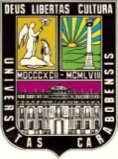 DEUS LIBERTAS CULTURA
MDCCCXCII - MCMLVIII
UNIVERSITAS
CARABOBENSIS